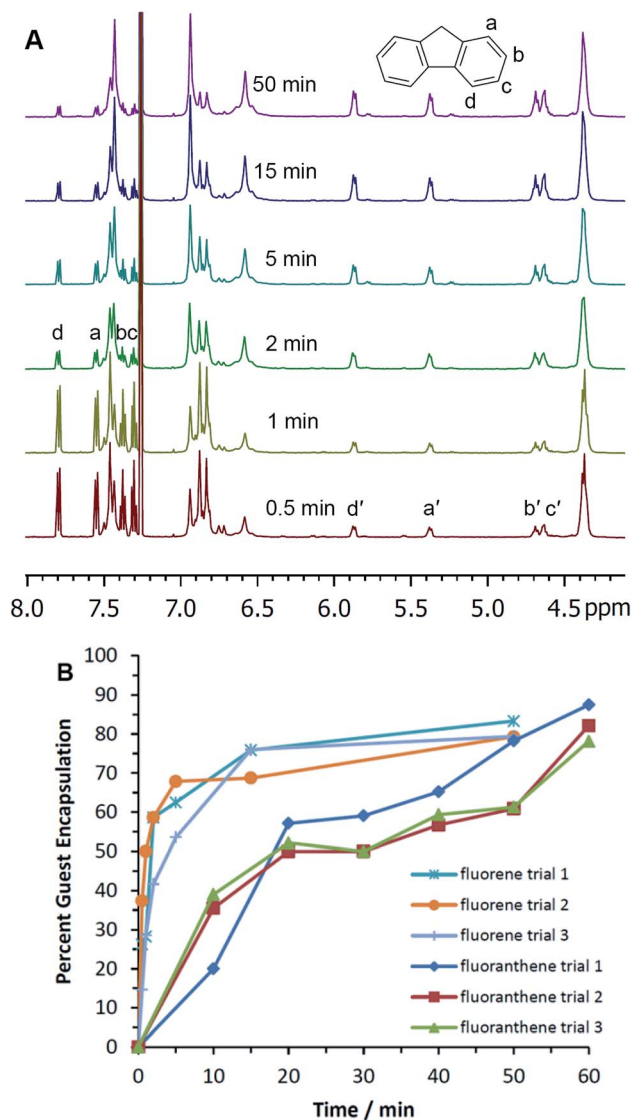 A
a
b
c
d
50 min
15 min
5 min
2 min
d a bc
1 min
0.5 min d′ a′ b′ c′
8.0 7.5 7.0 6.5 6.0 5.5 5.0 4.5 ppm
B
100
90
80
70
60
50
40
30
20
10
0
Percent Guest Encapsulation
fluorene trial 1
fluorene trial 2
fluorene trial 3
fluoranthene trial 1
fluoranthene trial 2
fluoranthene trial 3
0 10 20 30 40 50 60
Time / min